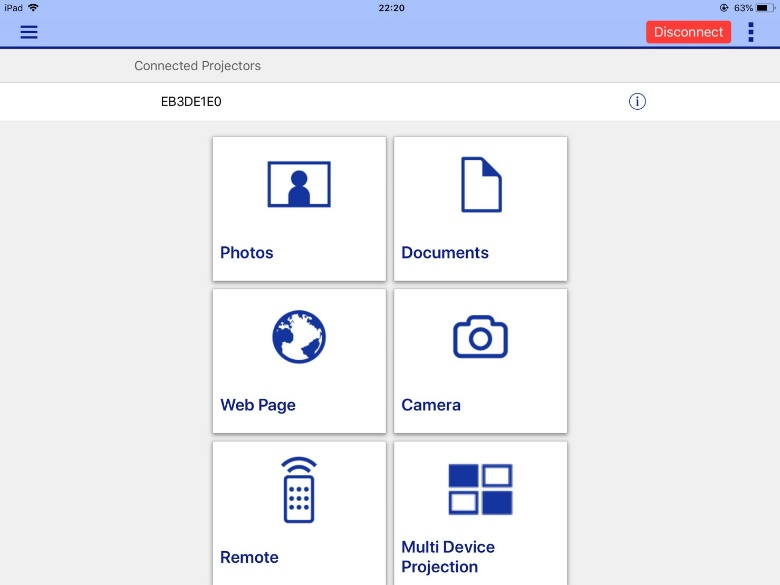 iPad 22:20 63%
Disconnect
Connected Projectors
EB3DE1E0
Photos Documents
Web Page Camera
Remote Multi Device
Projection